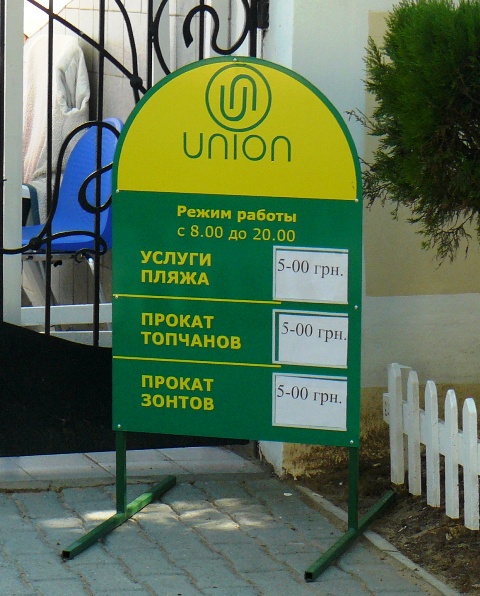 UNION
Режим работы
с 8.00 до 20.00
УСЛУГИ
ПЛЯЖА
5-00 грн.
ПРОКАТ
ТОПЧАНОВ
5-00 грн.
ПРОКАТ
ЗОНТОВ
5-00 грн.